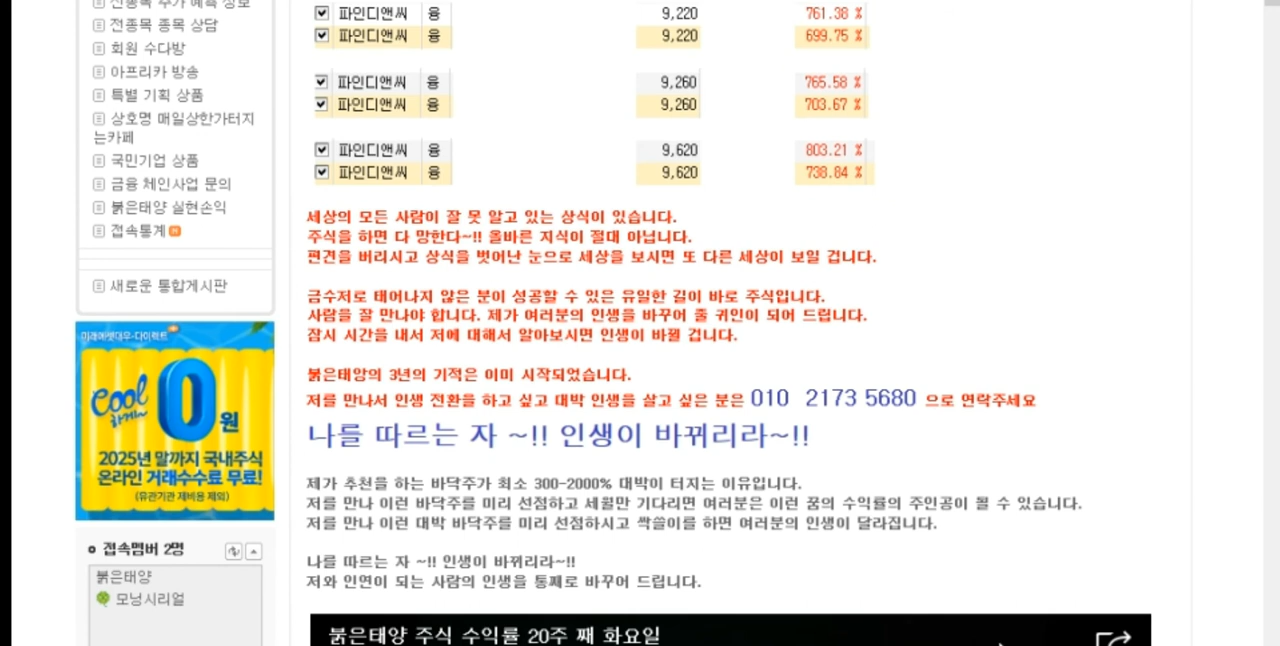 전종목 주가 예측 정보
전종목 종목 상담
회원 수다방
아프리카 방송
특별 기획 상품
상호명 매일상한가터지
는카페
국민기업 상품
금융 체인사업 문의
붉은태양 실현손익
접속통계
새로운 통합게시판
미래에셋대우-다이렉트
Cool
하게~
0원
2025년 말까지 국내주식
온라인 거래수수료 무료!
(유관기관 제비용 제외)
접속멤버 2명
붉은태양
모닝시리얼
파인디앤씨 융 9,220 761.38 %
파인디앤씨 융 9,220 699.75 %
파인디앤씨 융 9,260 765.58 %
파인디앤씨 융 9,260 703.67 %
파인디앤씨 융 9,620 803.21 %
파인디앤씨 융 9,620 738.84 %
세상의 모든 사람이 잘 못 알고 있는 상식이 있습니다.
주식을 하면 다 망한다~!! 올바른 지식이 절대 아닙니다.
편견을 버리시고 상식을 벗어난 눈으로 세상을 보시면 또 다른 세상이 보일 겁니다.
금수저로 태어나지 않은 분이 성공할 수 있은 유일한 길이 바로 주식입니다.
사람을 잘 만나야 합니다. 제가 여러분의 인생을 바꾸어 줄 귀인이 되어 드립니다.
잠시 시간을 내서 저에 대해서 알아보시면 인생이 바뀔 겁니다.
붉은태양의 3년의 기적은 이미 시작되었습니다.
저를 만나서 인생 전환을 하고 싶고 대박 인생을 살고 싶은 분은 010 2173 5680 으로 연락주세요
나를 따르는 자 ~!! 인생이 바뀌리라~!!
제가 추천을 하는 바닥주가 최소 300-2000% 대박이 터지는 이유입니다.
저를 만나 이런 바닥주를 미리 선점하고 세월만 기다리면 여러분은 이런 꿈의 수익률의 주인공이 될 수 있습니다.
저를 만나 이런 대박 바닥주를 미리 선점하시고 싹쓸이를 하면 여러분의 인생이 달라집니다.
나를 따르는 자 ~!! 인생이 바뀌리라~!!
저와 인연이 되는 사람의 인생을 통째로 바꾸어 드립니다.
붉은태양 주식 수익률 20주 째 화요일